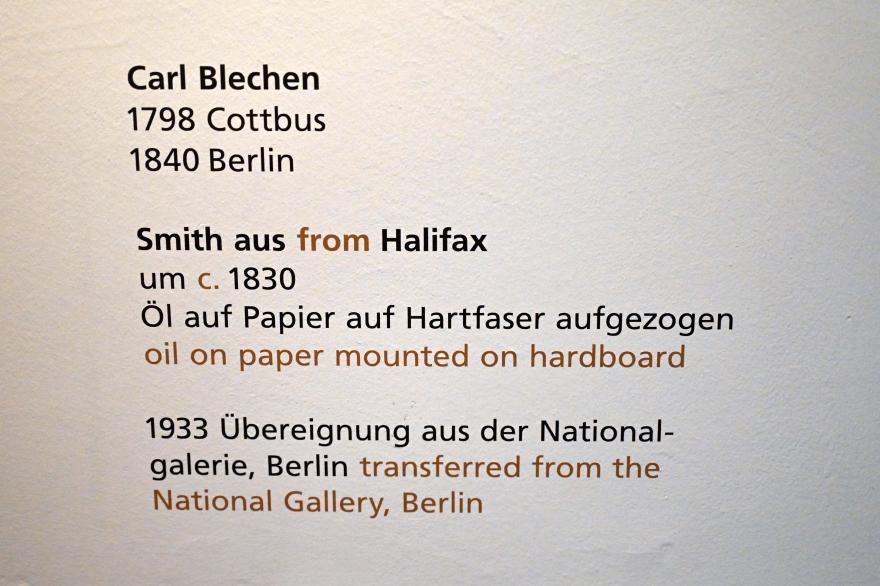 Carl Blechen
1798 Cottbus
1840 Berlin
Smith aus from Halifax
um c. 1830
Öl auf Papier auf Hartfaser aufgezogen
oil on paper mounted on hardboard
1933 Übereignung aus der National-
galerie, Berlin transferred from the
National Gallery, Berlin